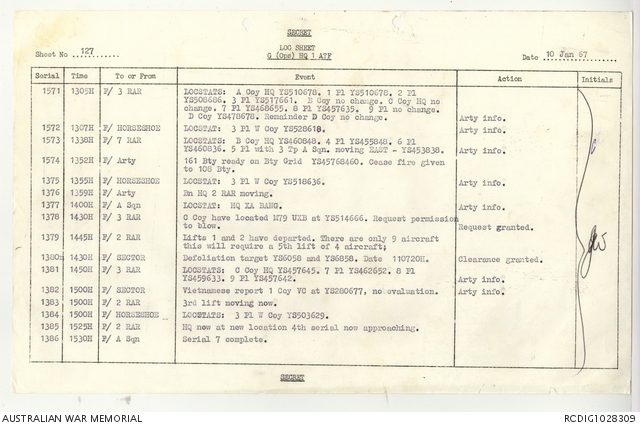 SECRET
LOG SHEET
G (Ops) HQ 1 ATF
Sheet No 127
Date 10 Jan 67
Serial Time To or From Event Action Initials
1571 1305H F/ 3 RAR LOCSTATS: A Coy HQ YS510678. 1 Pl YS510678. 2 Pl
YS508686. 3 Pl YS517661. B Coy no change. C Coy HQ no
change. 7 Pl YS468655. 8 Pl YS457635. 9 Pl no change.
D Coy YS478678. Remainder D Coy no change. Arty info.
1572 1307H F/ HORSESHOE LOCSTAT: 3 Pl W Coy YS528618. Arty info.
1573 1338H F/ 7 RAR LOCSTATS: B Coy HQ YS460848. 4 Pl YS455848. 6 Pl
YS460836. 5 Pl with 3 Tp A Sqn. moving EAST - YS453838. Arty info.
1574 1352H F/ Arty 161 Bty ready on Bty Grid YS45768460. Cease fire given
to 108 Bty.
1375 1355H F/ HORSESHOE LOCSTAT: 3 Pl W Coy YS518636. Arty info.
1376 1359H F/ Arty Bn HQ 2 RAR moving. Arty info.
1377 1400H F/ A Sqn LOCSTAT: HQ XA BANG. Arty info.
1378 1430H F/ 3 RAR C Coy have located M79 UXB at YS514666. Request permission
to blow. Request granted.
1379 1445H F/ 2 RAR Lifts 1 and 2 have departed. There are only 9 aircraft
this will require a 5th lift of 4 aircraft;
1380n 1430H F/ SECTOR Defoliation target YS6058 and YS6858. Date 110720H. Clearance granted.
1381 1450H F/ 3 RAR LOCSTATS: C Coy HQ YS457645. 7 Pl YS462652. 8 Pl
YS459633. 9 Pl YS457642. Arty info.
1382 1500H F/ SECTOR Vietnamese report 1 Coy VC at YS280677, no evaluation. Arty info.
1383 1500H F/ 2 RAR 3rd lift moving now.
1384 1500H F/ HORSESHOE LOCSTATS: 3 Pl W Coy YS503629.
1385 1525H F/ 2 RAR HQ new at new location 4th serial now approaching.
1386 1530H F/ A Sqn Serial 7 complete.
SECRET
AUSTRALIAN WAR MEMORIAL
RCDIG1028309